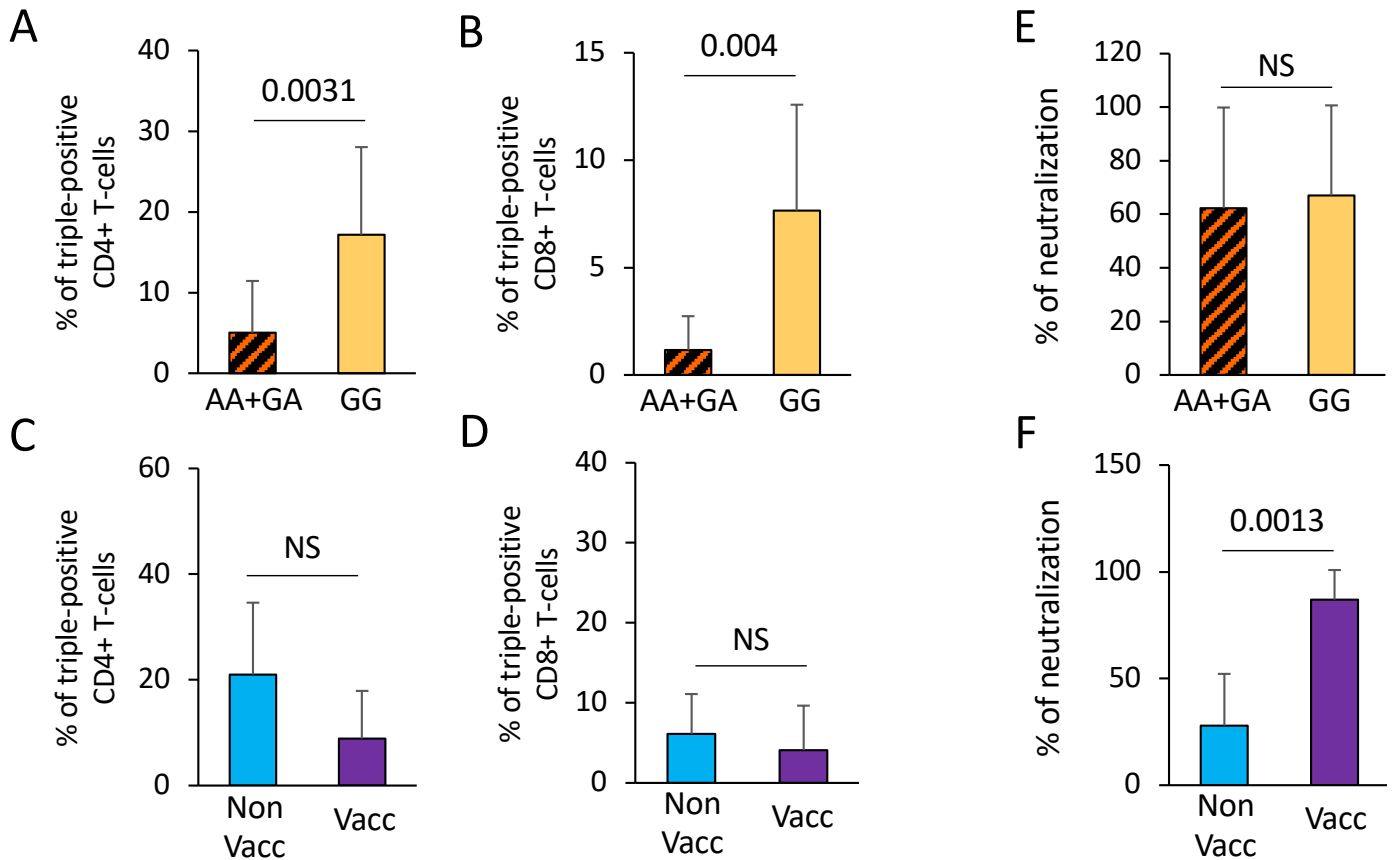 A
% of triple-positive
CD4+ T-cells
40
30
20
10
0
0.0031
AA+GA
GG
B
% of triple-positive
CD8+ T-cells
15
10
5
0
0.004
AA+GA
GG
E
% of neutralization
120
100
80
60
40
20
0
NS
AA+GA
GG
C
% of triple-positive
CD4+ T-cells
60
40
20
0
NS
Non
Vacc
Vacc
D
% of triple-positive
CD8+ T-cells
40
30
20
10
0
NS
Non
Vacc
Vacc
F
% of neutralization
150
100
50
0
0.0013
Non
Vacc
Vacc